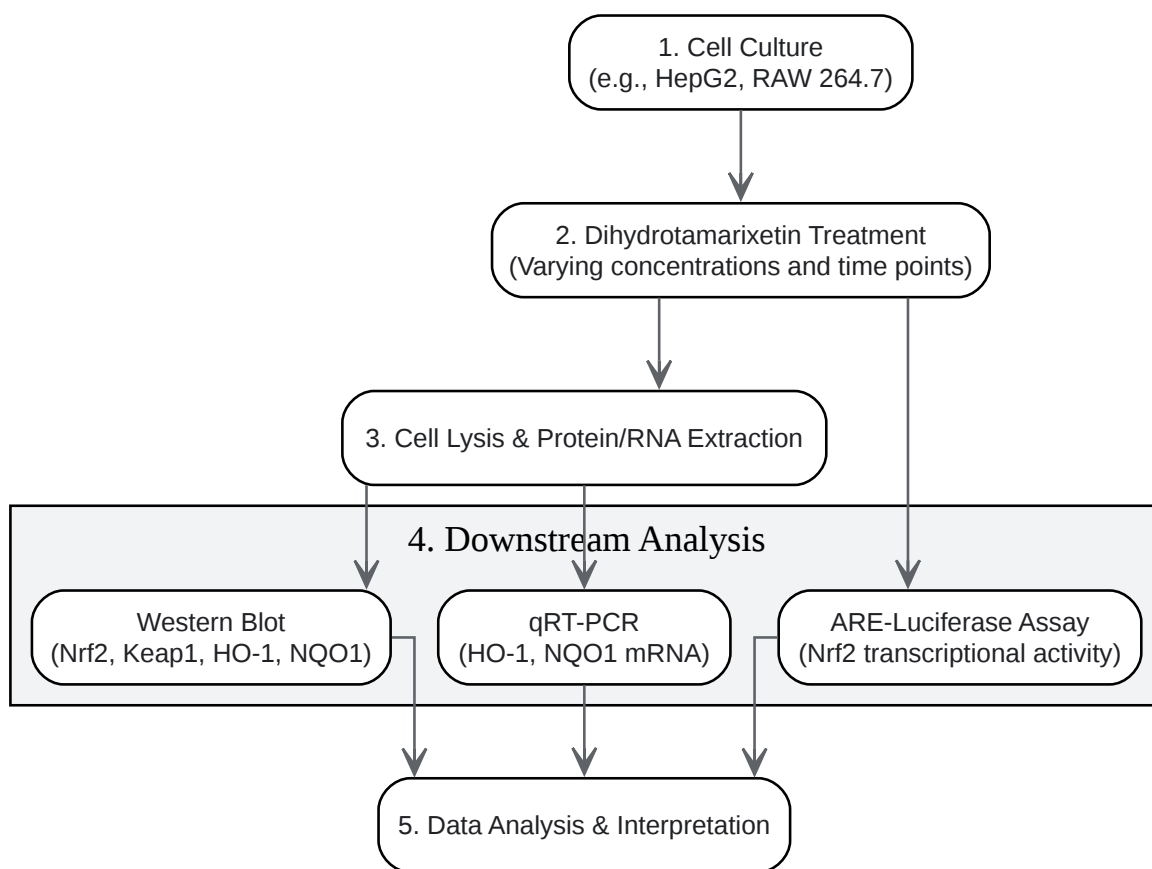 1. Cell Culture
(e.g., HepG2, RAW 264.7)
2. Dihydrotamarixetin Treatment
(Varying concentrations and time points)
3. Cell Lysis & Protein/RNA Extraction
4. Downstream Analysis
Western Blot
(Nrf2, Keap1, HO-1, NQO1)
qRT-PCR
(HO-1, NQO1 mRNA)
ARE-Luciferase Assay
(Nrf2 transcriptional activity)
5. Data Analysis & Interpretation